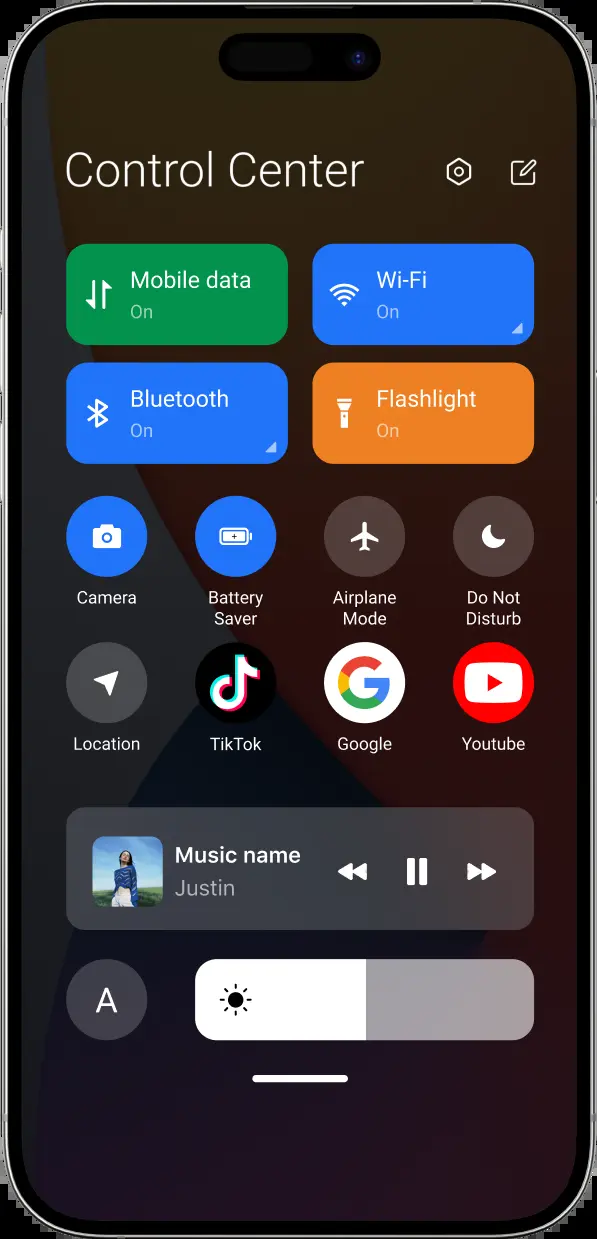 Control Center
Mobile data
On
Wi-Fi
On
Bluetooth
On
Flashlight
On
Camera
Battery
Saver
Airplane
Mode
Do Not
Disturb
Location
TikTok
Google
Youtube
Music name
Justin
A